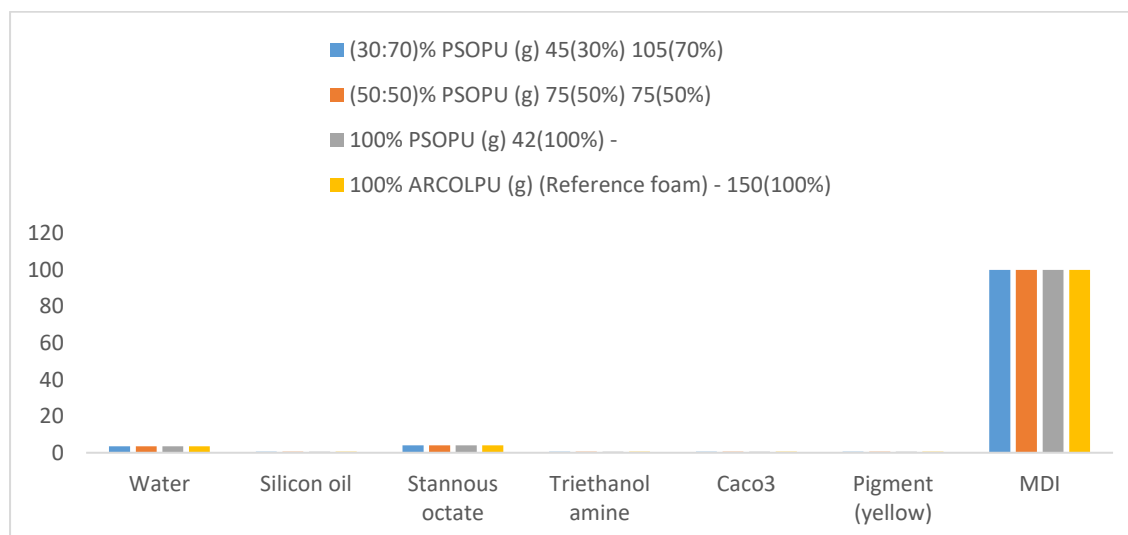 (30:70)% PSOPU (g) 45(30%) 105(70%)
(50:50)% PSOPU (g) 75(50%) 75(50%)
100% PSOPU (g) 42(100%) -
100% ARCOLPU (g) (Reference foam) - 150(100%)
120
100
80
60
40
20
0
Water
Silicon oil
Stannous
octate
Triethanol
amine
Caco3
Pigment
(yellow)
MDI